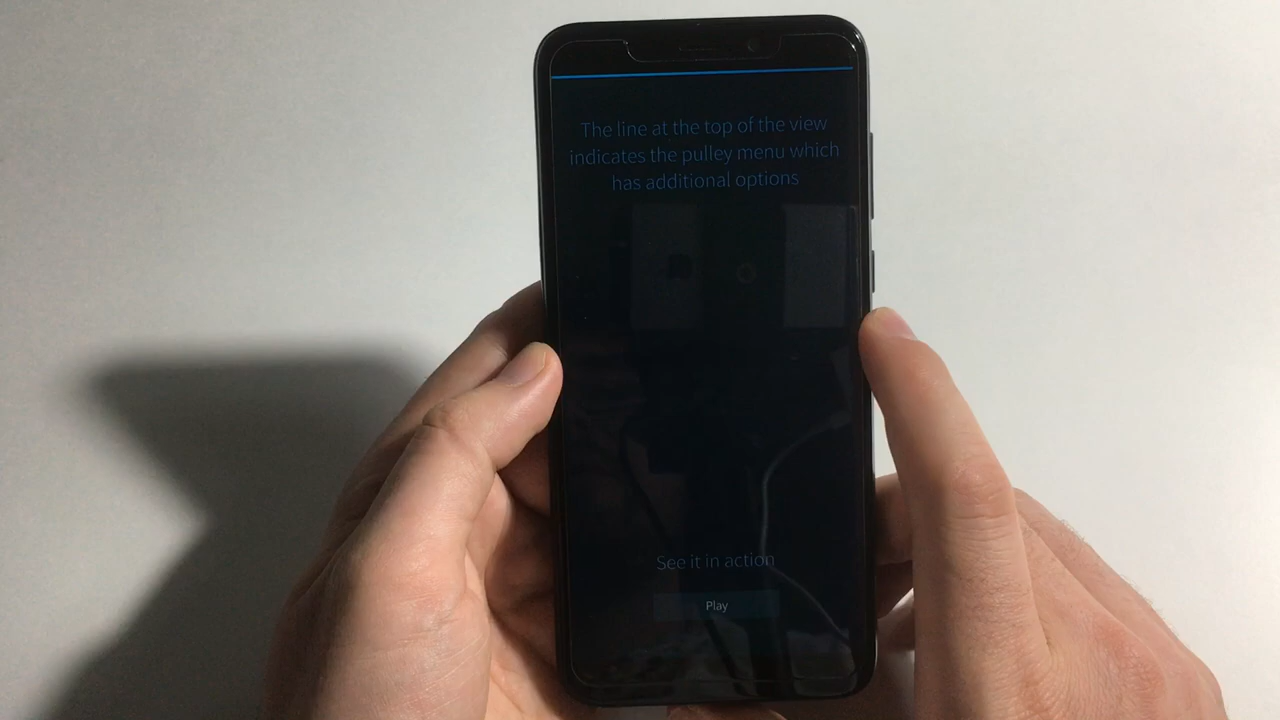 The line at the top of the view
indicates the pulley menu which
has additional options
See it in action
Play